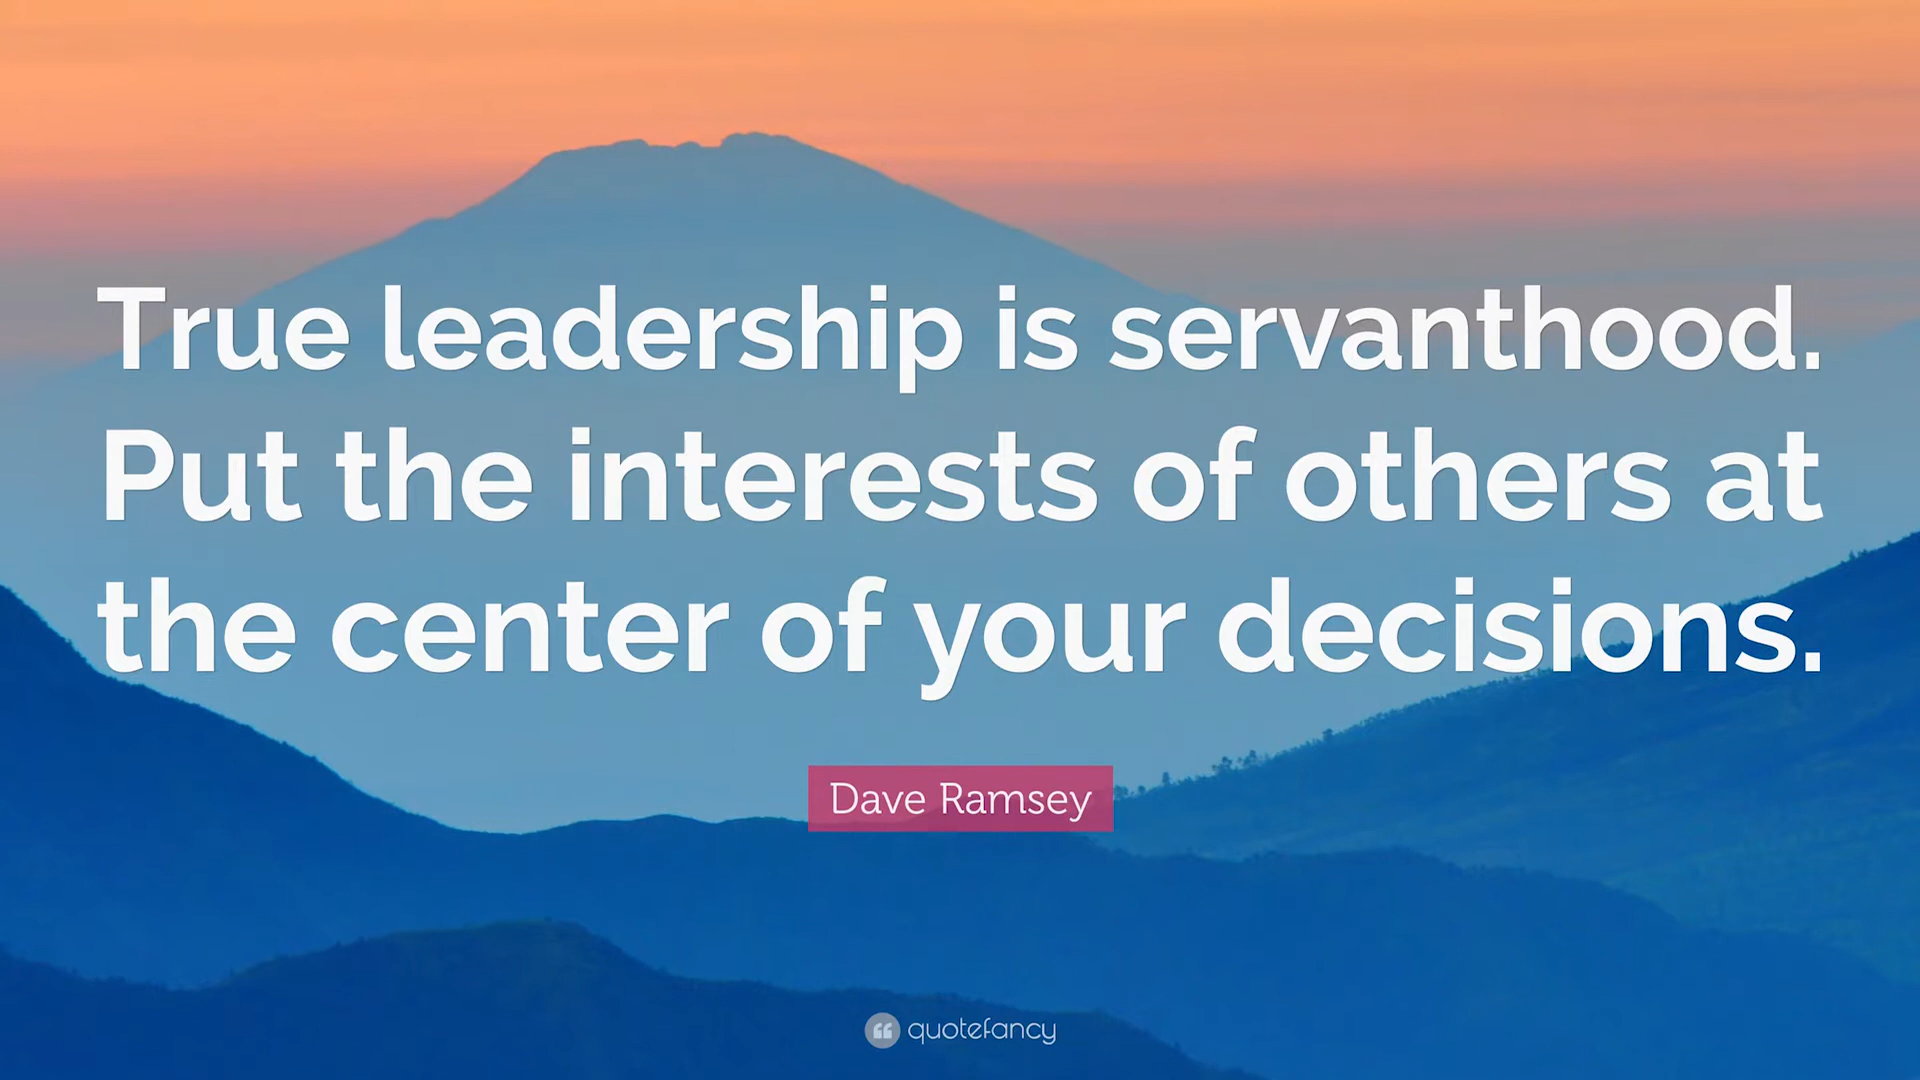 True leadership is servanthood.
Put the interests of others at
the center of your decisions.
Dave Ramsey
quotefancy